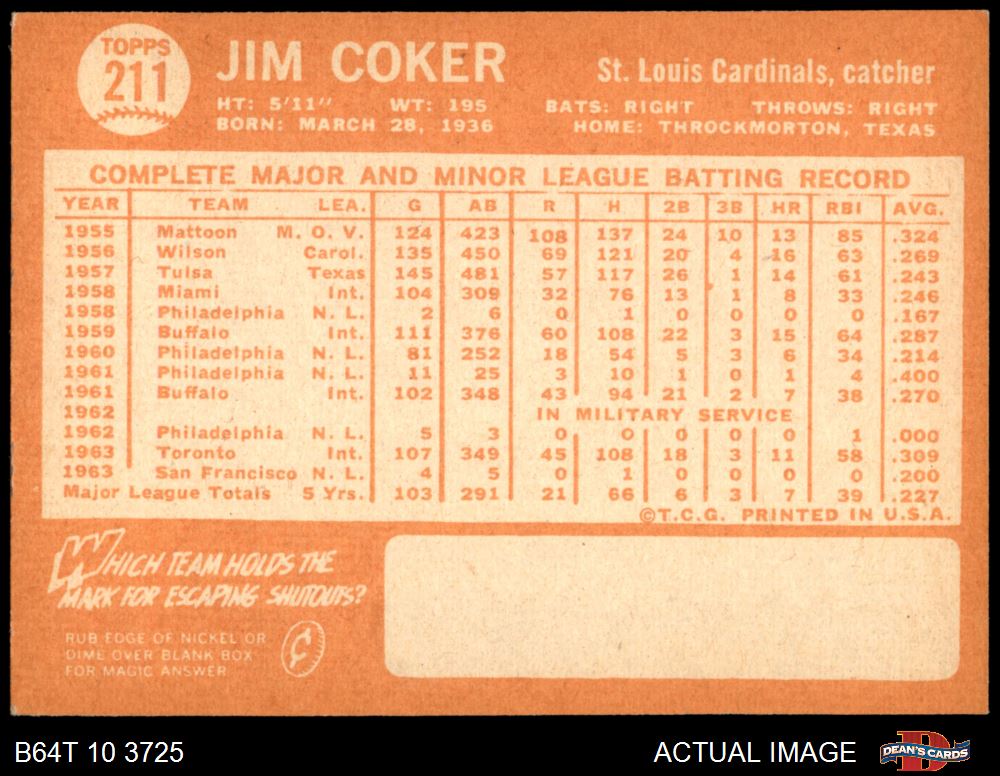 TOPPS
211
JIM COKER
St. Louis Cardinals, catcher
HT: 5'11" WT: 195 BATS: RIGHT THROWS: RIGHT
BORN: MARCH 28, 1936 HOME: THROCKMORTON, TEXAS
COMPLETE MAJOR AND MINOR LEAGUE BATTING RECORD
YEAR TEAM LEA. G AB R H 2B 3B HR RBI AVG.
1955 Mattoon M. O. V. 124 423 108 137 24 10 13 85 .324
1956 Wilson Carol. 135 450 69 121 20 4 16 63 .269
1957 Tulsa Texas 145 481 57 117 26 1 14 61 .243
1958 Miami Int. 104 309 32 76 13 1 8 33 .246
1958 Philadelphia N. L. 2 6 0 1 0 0 0 0 .167
1959 Buffalo Int. 111 376 60 108 22 3 15 64 .287
1960 Philadelphia N. L. 81 252 18 54 5 3 6 34 .214
1961 Philadelphia N. L. 11 25 3 10 1 0 1 4 .400
1961 Buffalo Int. 102 348 43 94 21 2 7 38 .270
1962 IN MILITARY SERVICE
1962 Philadelphia N. L. 5 3 0 0 0 0 0 1 .000
1963 Toronto Int. 107 349 45 108 18 3 11 58 .309
1963 San Francisco N. L. 4 5 0 1 0 0 0 0 .200
Major League Totals 5 Yrs. 103 291 21 66 6 3 7 39 .227
©T.C.G. PRINTED IN U.S.A.
WHICH TEAM HOLDS THE
MARK FOR ESCAPING SHUTOUTS?
RUB EDGE OF NICKEL OR
DIME OVER BLANK BOX
FOR MAGIC ANSWER
¢
B64T 10 3725
ACTUAL IMAGE
D
DEAN'S CARDS